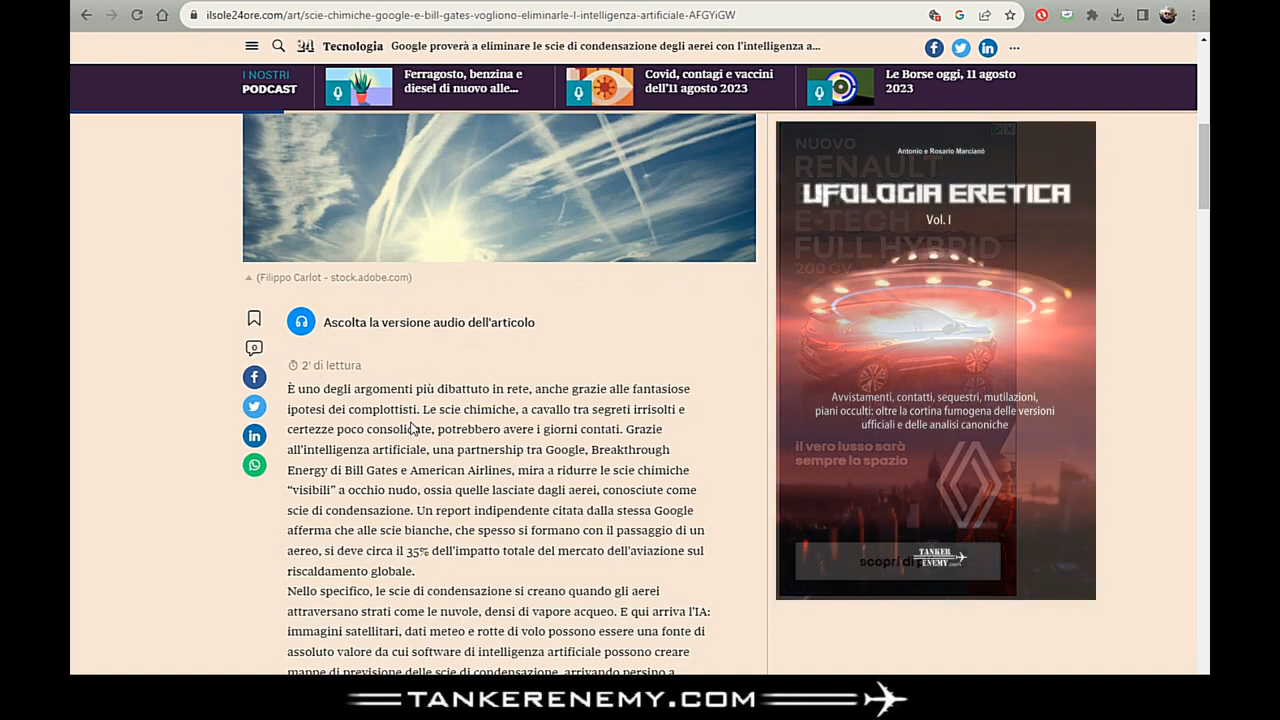 ilsole24ore.com/art/scie-chimiche-google-e-bill-gates-vogliono-eliminarle-l-intelligenza-artificiale-AFGYiGW
24 Tecnologia Google proverà a eliminare le scie di condensazione degli aerei con l'intelligenza a...
I NOSTRI
PODCAST
Ferragosto, benzina e
diesel di nuovo alle...
Covid, contagi e vaccini
dell'11 agosto 2023
Le Borse oggi, 11 agosto
2023
(Filippo Carlot - stock.adobe.com)
Ascolta la versione audio dell'articolo
0
2' di lettura
È uno degli argomenti più dibattuto in rete, anche grazie alle fantasiose
ipotesi dei complottisti. Le scie chimiche, a cavallo tra segreti irrisolti e
certezze poco consolidate, potrebbero avere i giorni contati. Grazie
all'intelligenza artificiale, una partnership tra Google, Breakthrough
Energy di Bill Gates e American Airlines, mira a ridurre le scie chimiche
“visibili” a occhio nudo, ossia quelle lasciate dagli aerei, conosciute come
scie di condensazione. Un report indipendente citata dalla stessa Google
afferma che alle scie bianche, che spesso si formano con il passaggio di un
aereo, si deve circa il 35% dell'impatto totale del mercato dell'aviazione sul
riscaldamento globale.
Nello specifico, le scie di condensazione si creano quando gli aerei
attraversano strati come le nuvole, densi di vapore acqueo. E qui arriva l'IA:
immagini satellitari, dati meteo e rotte di volo possono essere una fonte di
assoluto valore da cui software di intelligenza artificiale possono creare
mappe di previsione delle scie di condensazione, arrivando persino a
NUOVO
Antonio e Rosario Marcianò
RENAULT
UFOLOGIA ERETICA
Vol. I
E-TECH
FULL HYBRID
200 CV
Avvistamenti, contatti, sequestri, mutilazioni,
piani occulti: oltre la cortina fumogena delle versioni
ufficiali e delle analisi canoniche
il vero lusso sarà
sempre lo spazio
scopri di
TANKER
ENEMY.com
TANKERENEMY.COM